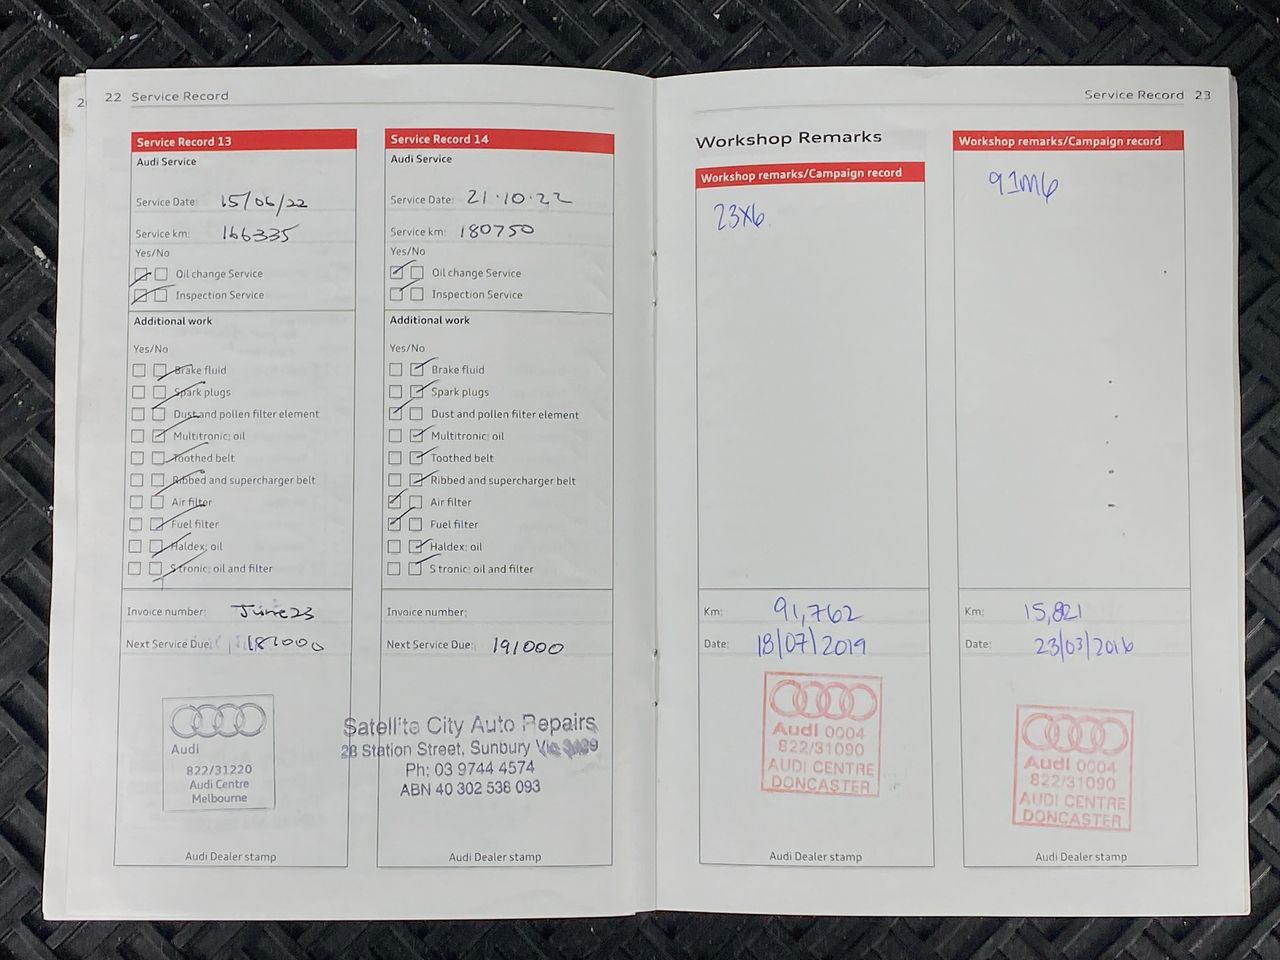 22 Service Record
Service Record 13
Audi Service
Service Date: 15/06/22
Service km: 166335
Yes/No
Oil change Service
Inspection Service
Additional work
Yes/No
Brake fluid
Spark plugs
Dust and pollen filter element
Multitronic: oil
Toothed belt
Ribbed and supercharger belt
Air filter
Fuel filter
Haldex: oil
S tronic: oil and filter
Invoice number: June 23
Next Service Due: 181000
Audi
822/31220
Audi Centre
Melbourne
Audi Dealer stamp
Service Record 14
Audi Service
Service Date: 21.10.22
Service km: 180750
Yes/No
Oil change Service
Inspection Service
Additional work
Yes/No
Brake fluid
Spark plugs
Dust and pollen filter element
Multitronic: oil
Toothed belt
Ribbed and supercharger belt
Air filter
Fuel filter
Haldex: oil
S tronic: oil and filter
Invoice number:
Next Service Due: 191000
Satellite City Auto Repairs
28 Station Street, Sunbury Vic
Ph: 03 9744 4574
ABN 40 302 538 093
Audi Dealer stamp
Service Record 23
Workshop Remarks
Workshop remarks/Campaign record
23X6
Km: 91,762
Date: 18/07/2019
Audi 0004
822/31090
AUDI CENTRE
DONCASTER
Audi Dealer stamp
Workshop remarks/Campaign record
91M6
Km: 15,821
Date: 23/03/2016
Audi 0004
822/31090
AUDI CENTRE
DONCASTER
Audi Dealer stamp